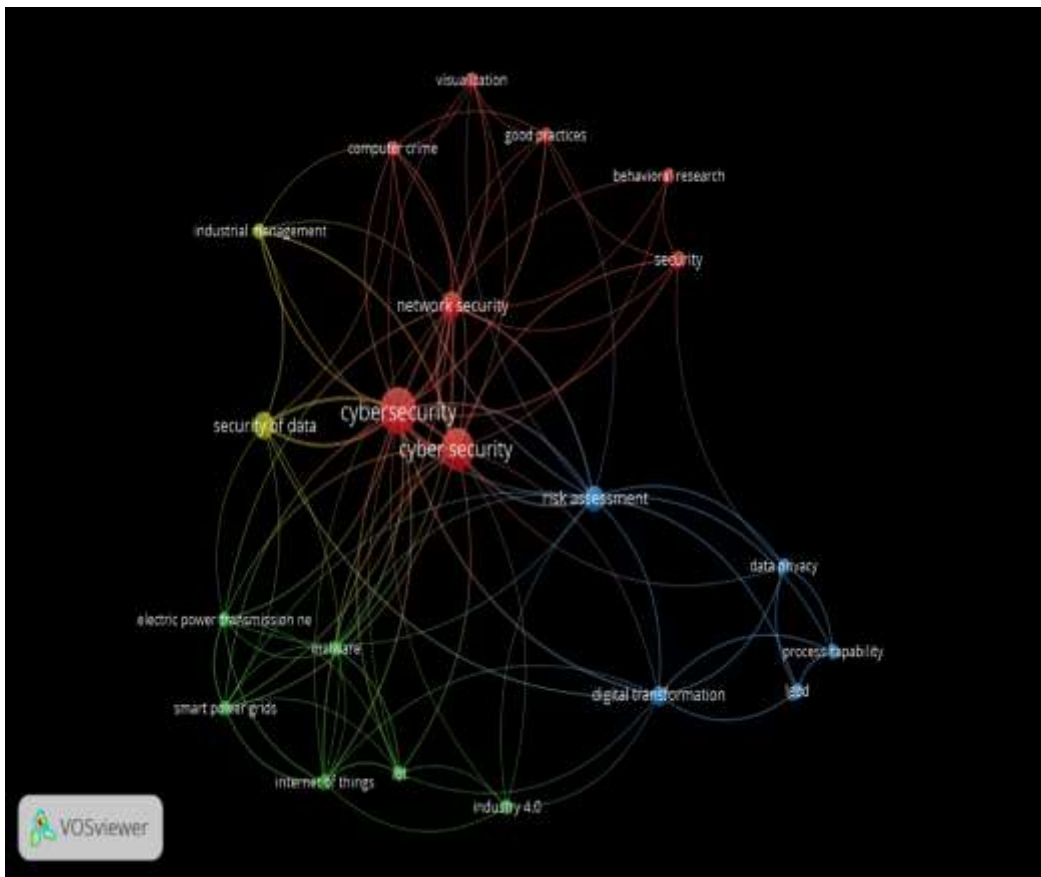 visualization
good practices
computer crime
behavioral research
industrial management
security
network security
cybersecurity
security of data
cyber security
risk assessment
data privacy
electric power transmission ne
malware
process capability
smart power grids
digital transformation
internet of things
iot
industry 4.0
VOSviewer